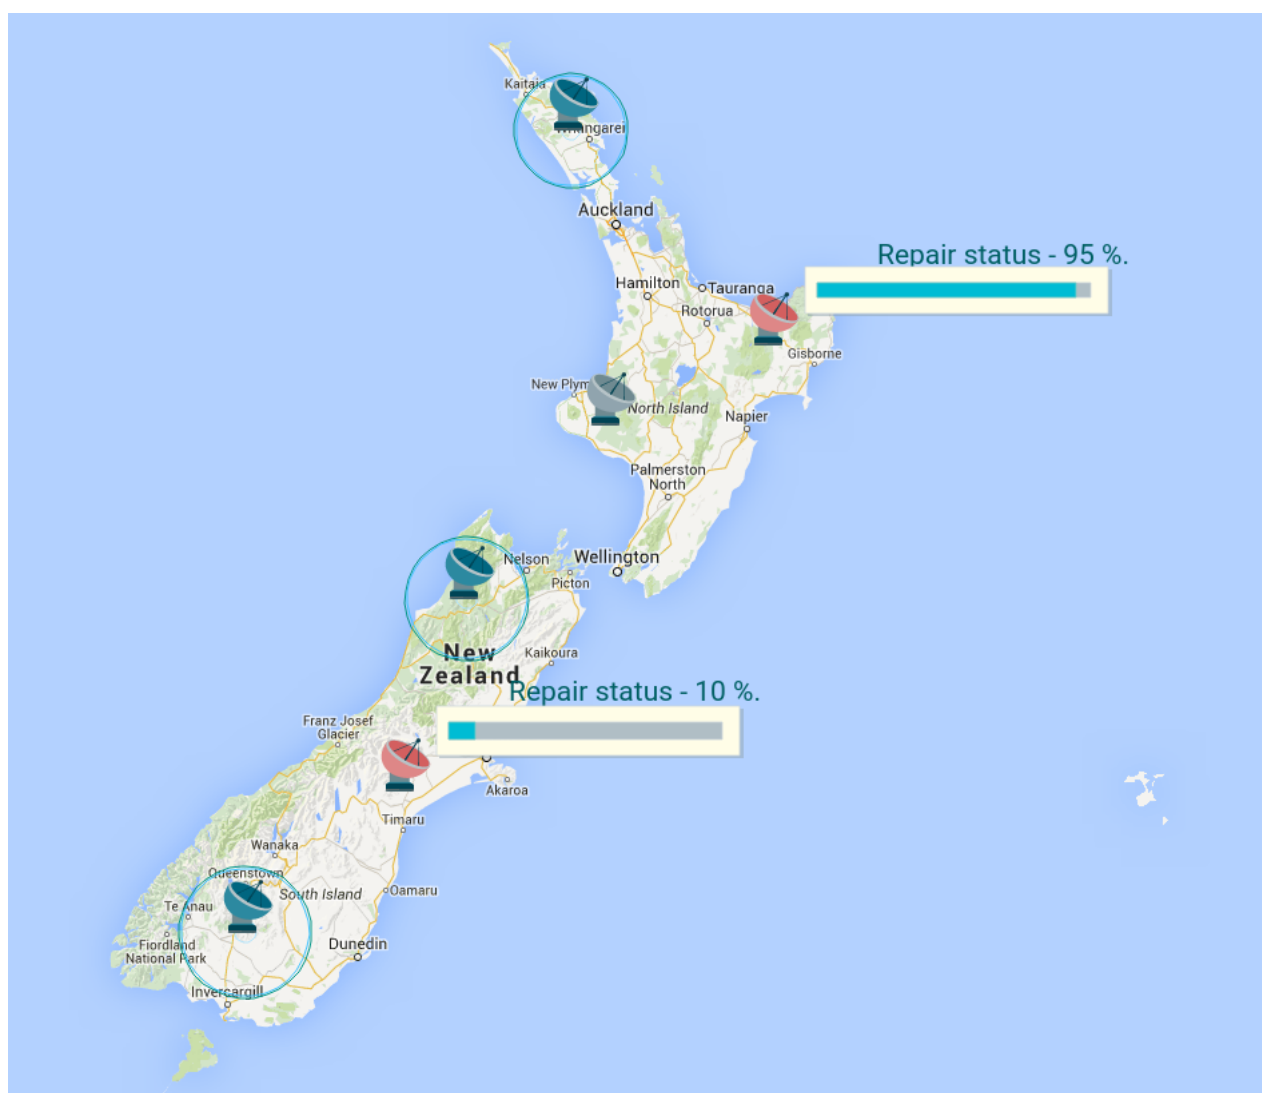 Kaitaia
Whangarei
Auckland
Repair status - 95 %.
Hamilton
Tauranga
Rotorua
Gisborne
New Plym
North Island
Napier
Palmerston
North
Nelson
Wellington
Picton
New
Zealand
Kaikoura
Repair status - 10 %.
Franz Josef
Glacier
Akaroa
Timaru
Wanaka
Queenstown
South Island
Oamaru
Te Anau
Fiordland
National Park
Dunedin
Invercargill